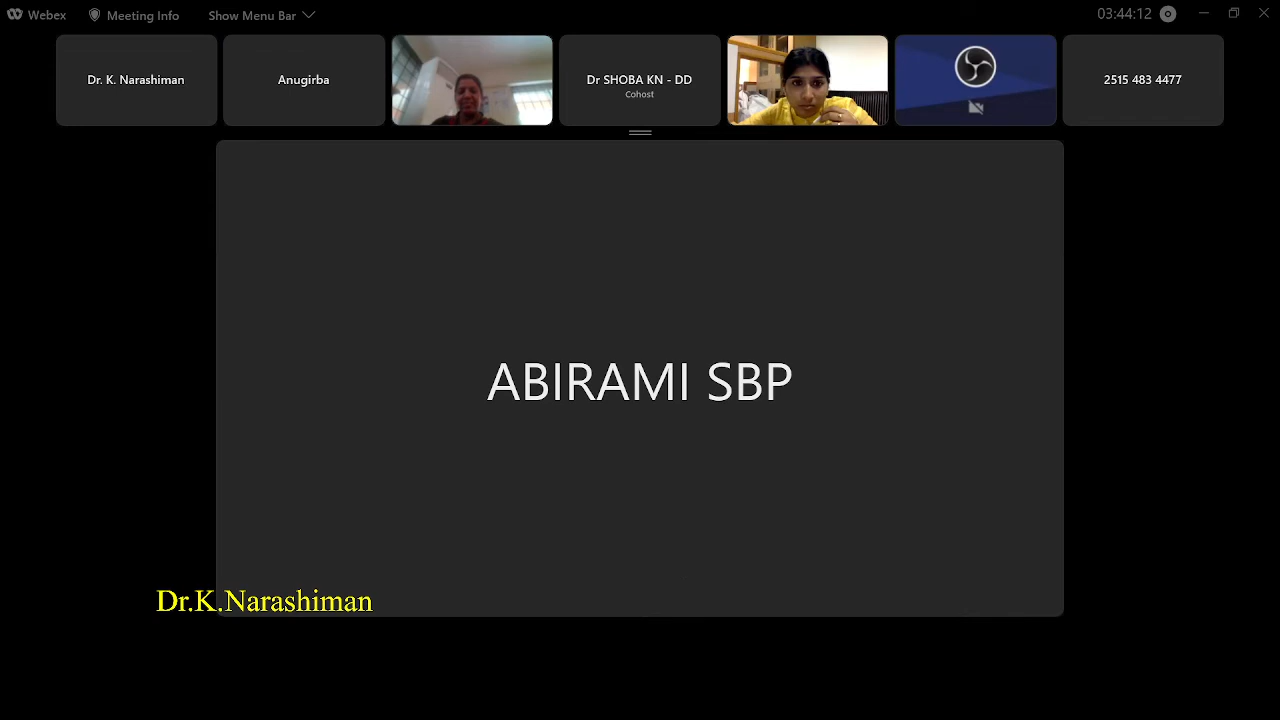 Webex
Meeting Info
Show Menu Bar
03:44:12
Dr. K. Narashiman
Anugirba
Dr SHOBA KN - DD
Cohost
2515 483 4477
ABIRAMI SBP
Dr.K.Narashiman